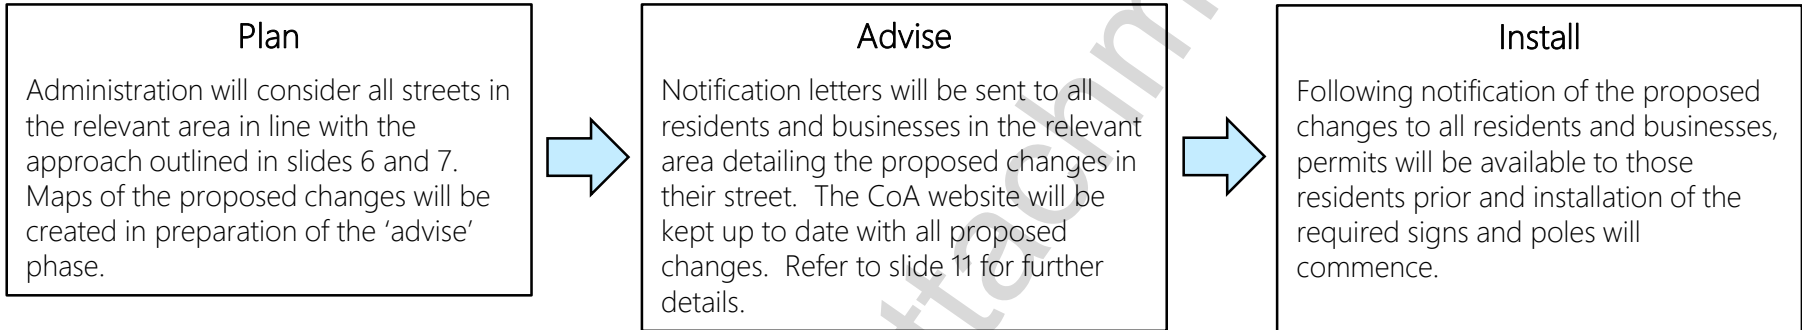 Plan
Administration will consider all streets in
the relevant area in line with the
approach outlined in slides 6 and 7.
Maps of the proposed changes will be
created in preparation of the ‘advise’
phase.
Advise
Notification letters will be sent to all
residents and businesses in the relevant
area detailing the proposed changes in
their street.  The CoA website will be
kept up to date with all proposed
changes.  Refer to slide 11 for further
details.
Install
Following notification of the proposed
changes to all residents and businesses,
permits will be available to those
residents prior and installation of the
required signs and poles will
commence.